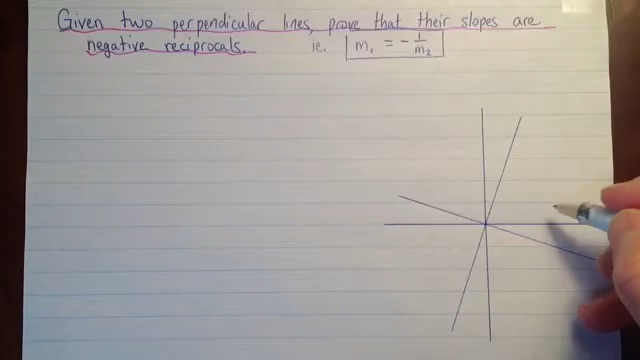 Given two perpendicular lines, prove that their slopes are
negative reciprocals. ie. m₁ = -1/m₂